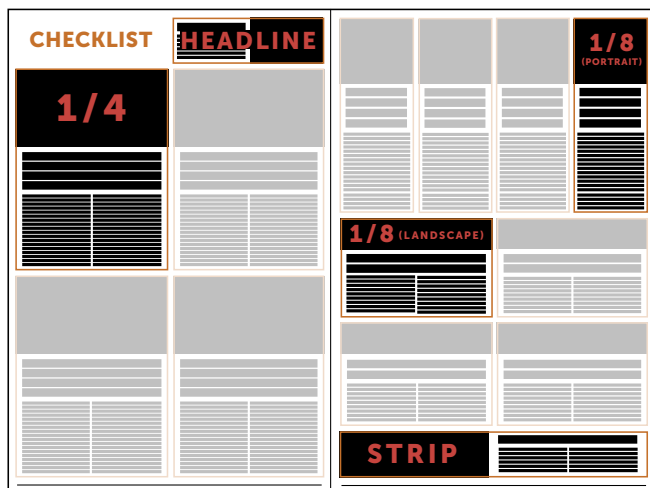 CHECKLIST
HEADLINE
1/4
1/8
(PORTRAIT)
1/8 (LANDSCAPE)
STRIP